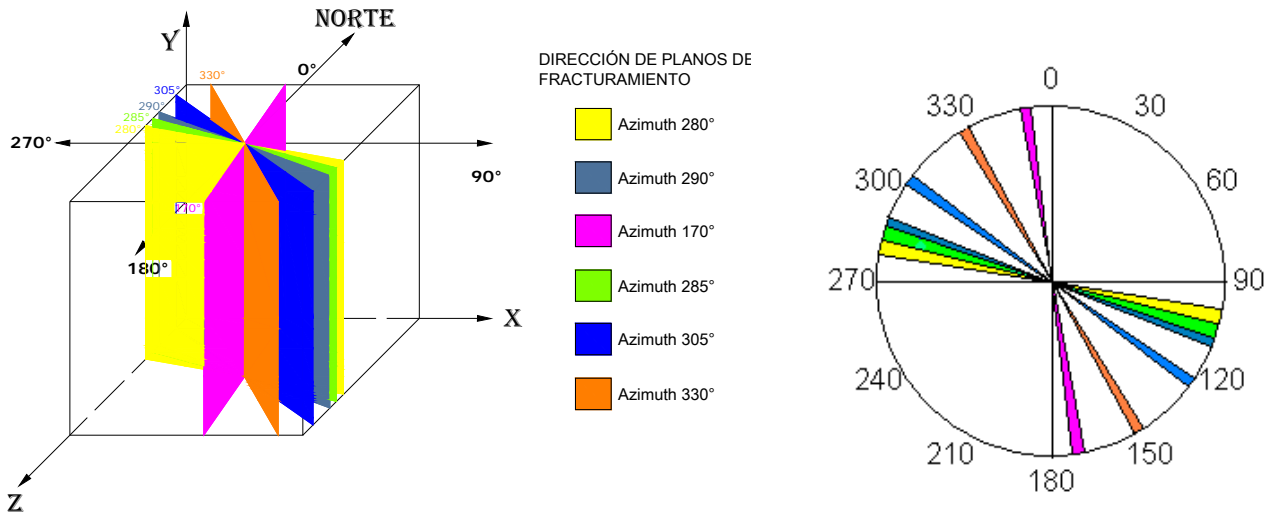 NORTE
Y
0°
330°
305°
290°
285°
280°
270°
90°
170°
180°
X
Z
DIRECCIÓN DE PLANOS DE
FRACTURAMIENTO
Azimuth 280°
Azimuth 290°
Azimuth 170°
Azimuth 285°
Azimuth 305°
Azimuth 330°
0
330
30
300
60
270
90
240
120
210
150
180